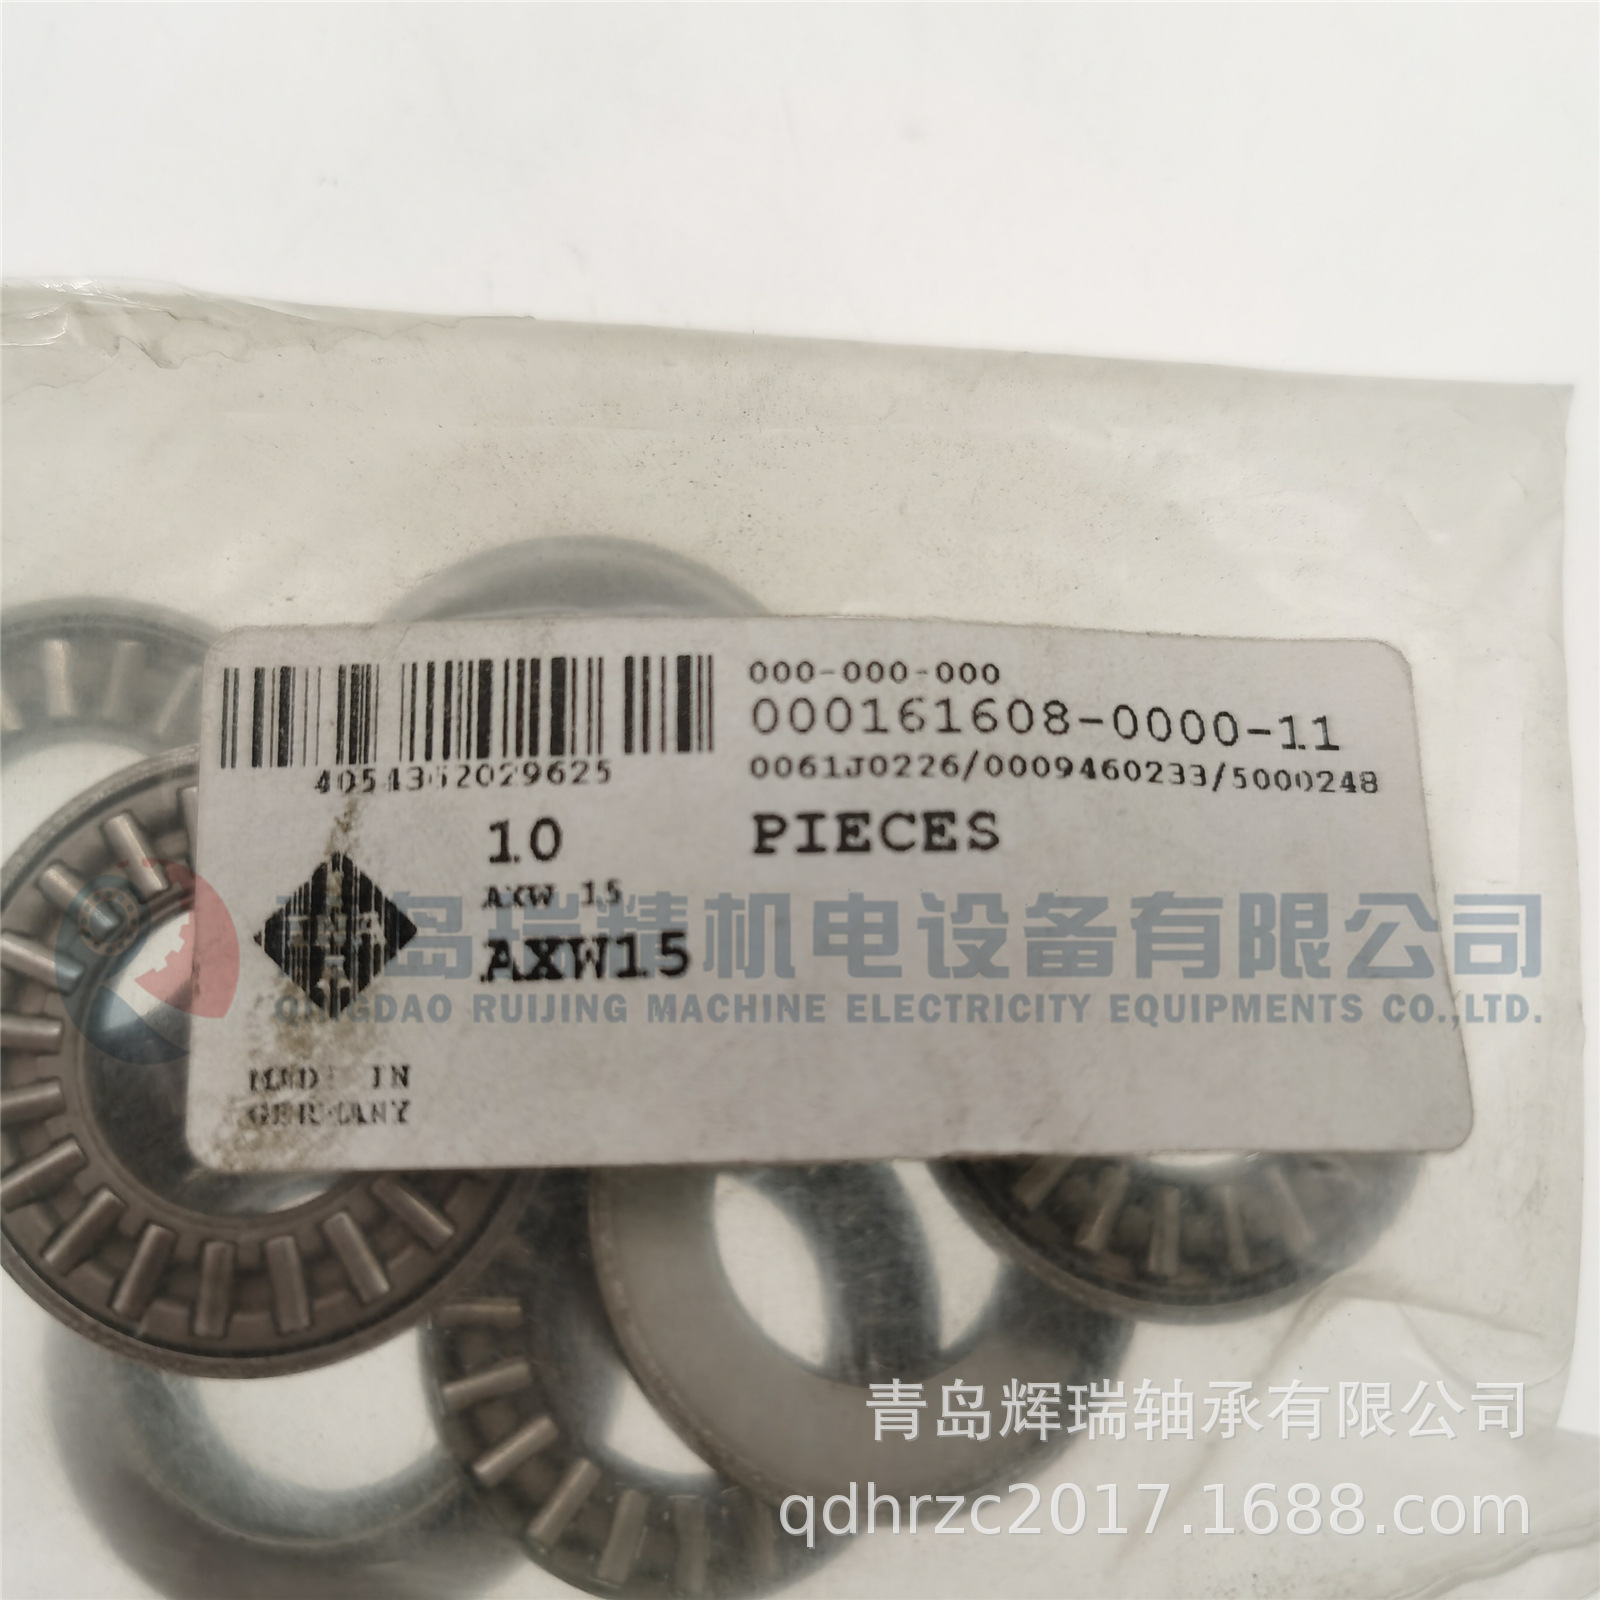 000-000-000
000161608-0000-11
4054352029625
0061J0226/0009460233/5000248
10 PIECES
AXW 15
AXW15
MADE IN
GERMANY
青岛瑞精机电设备有限公司
QINGDAO RUIJING MACHINE ELECTRICITY EQUIPMENTS CO.,LTD.
青岛辉瑞轴承有限公司
qdhrzc2017.1688.com